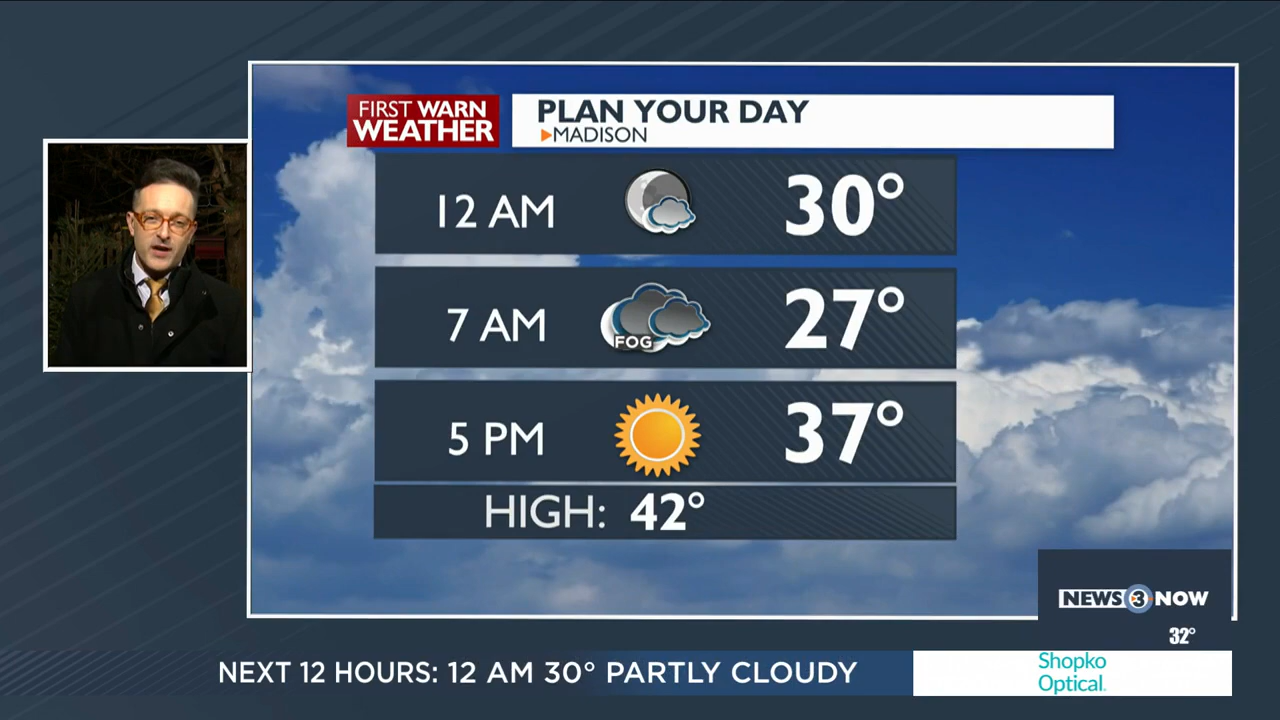 FIRST WARN
WEATHER
PLAN YOUR DAY
MADISON
12 AM 30°
7 AM FOG 27°
5 PM 37°
HIGH: 42°
NEWS 3 NOW
32°
NEXT 12 HOURS: 12 AM 30° PARTLY CLOUDY
Shopko
Optical.